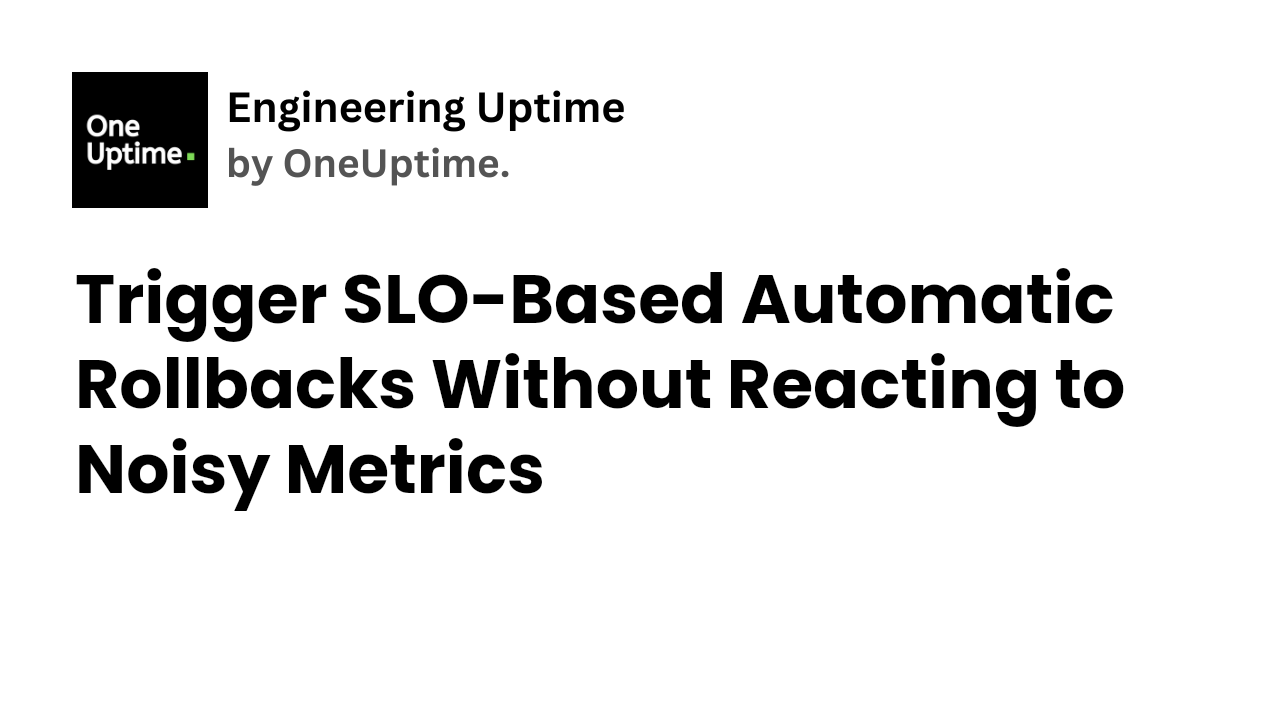 One
Uptime
Engineering Uptime
by OneUptime.
Trigger SLO-Based Automatic
Rollbacks Without Reacting to
Noisy Metrics